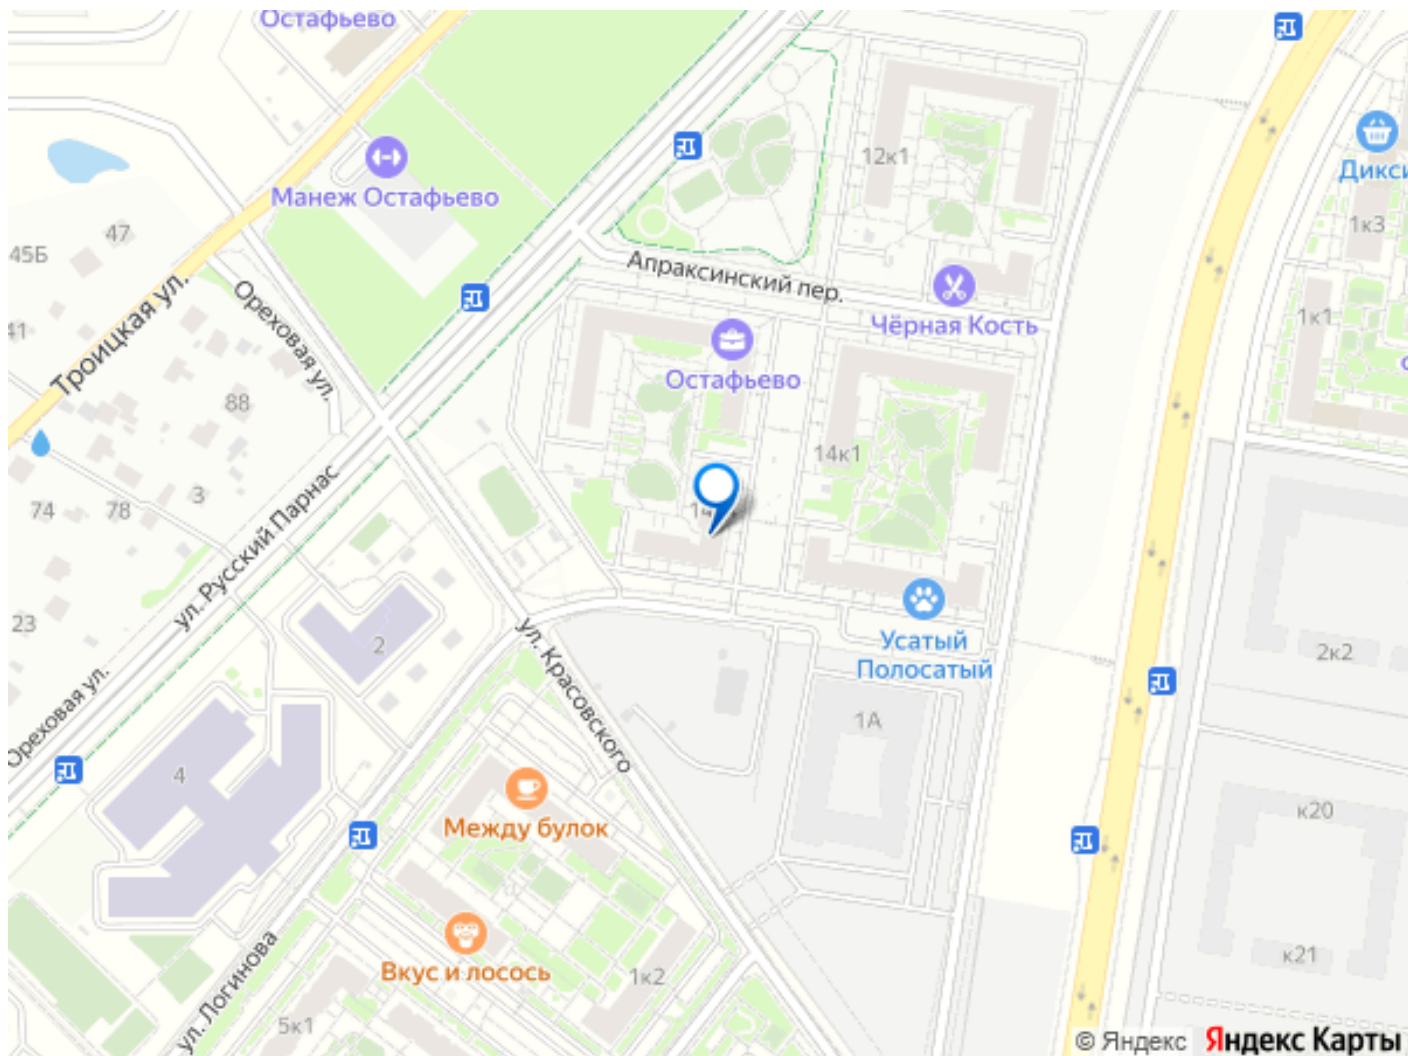 Остафьево
Манеж Остафьево
Дикси
12к1
1к3
47
45Б
Апраксинский пер.
Троицкая ул.
Ореховая ул.
Чёрная Кость
1к1
41
Остафьево
88
14к1
74
78
3
ул. Русский Парнас
23
2
ул. Красовского
Усатый
Полосатый
2к2
Ореховая ул.
1А
4
Между булок
к20
Вкус и лосось
1к2
к21
ул. Логинова
5к1
© Яндекс Яндекс Карты